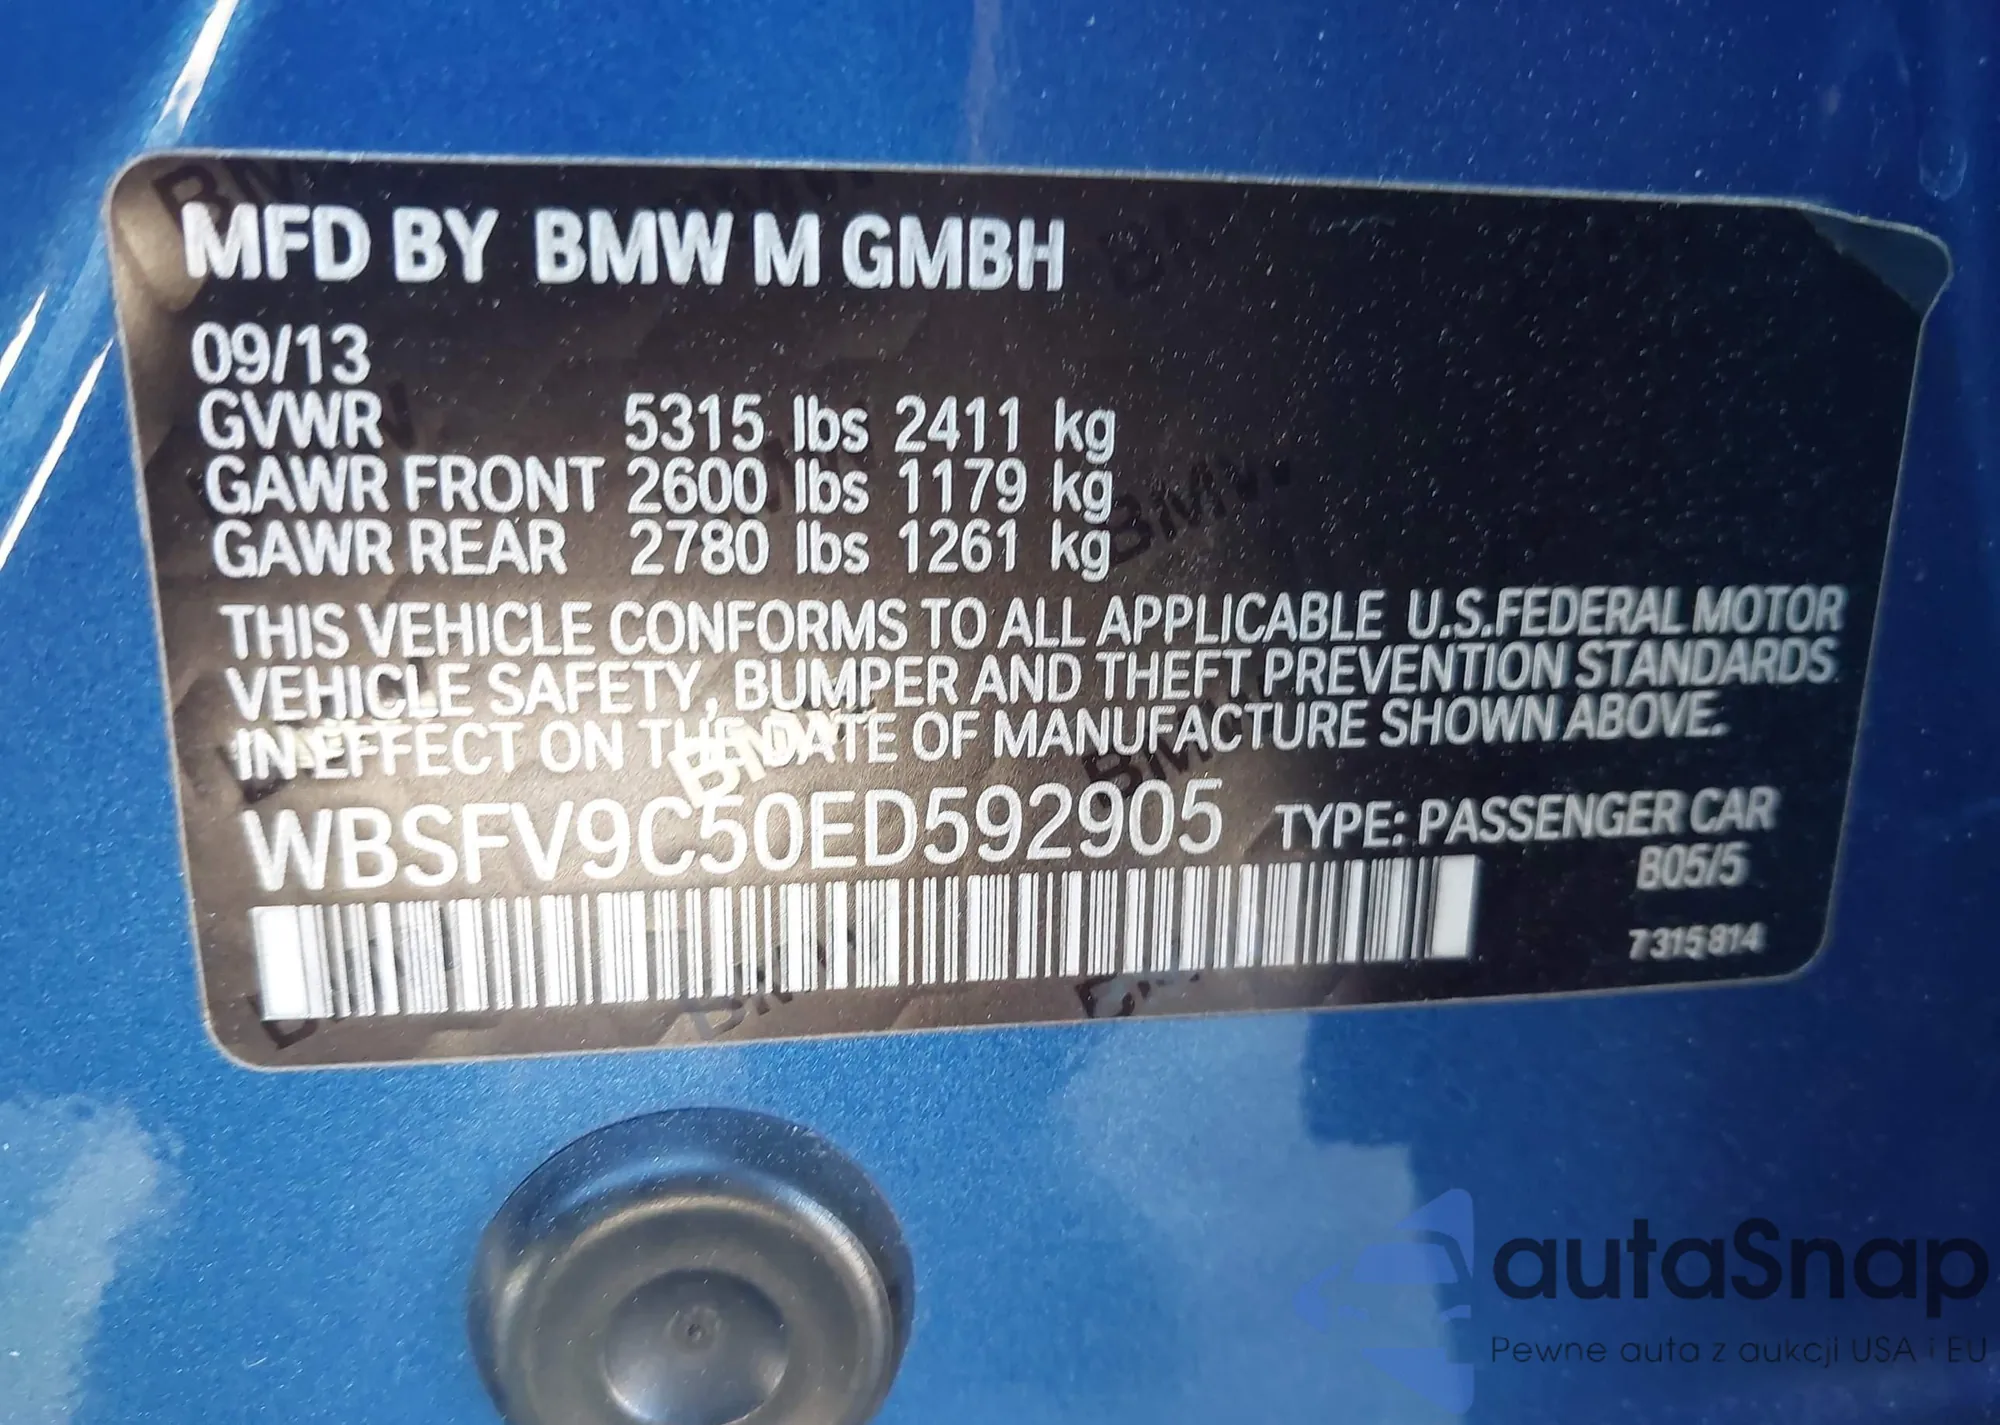 MFD BY BMW M GMBH
09/13
GVWR 5315 lbs 2411 kg
GAWR FRONT 2600 lbs 1179 kg
GAWR REAR 2780 lbs 1261 kg
THIS VEHICLE CONFORMS TO ALL APPLICABLE U.S.FEDERAL MOTOR
VEHICLE SAFETY, BUMPER AND THEFT PREVENTION STANDARDS
IN EFFECT ON THE DATE OF MANUFACTURE SHOWN ABOVE.
WBSFV9C50ED592905 TYPE: PASSENGER CAR
B05/5
7315814
autaSnap
Pewne auta z aukcji USA i EU